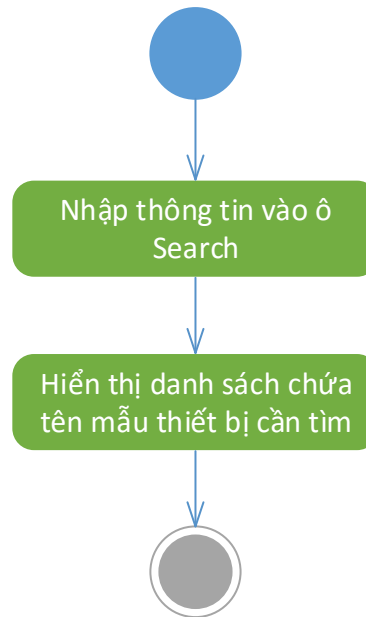 Nhập thông tin vào ô
Search
Hiển thị danh sách chứa
tên mẫu thiết bị cần tìm